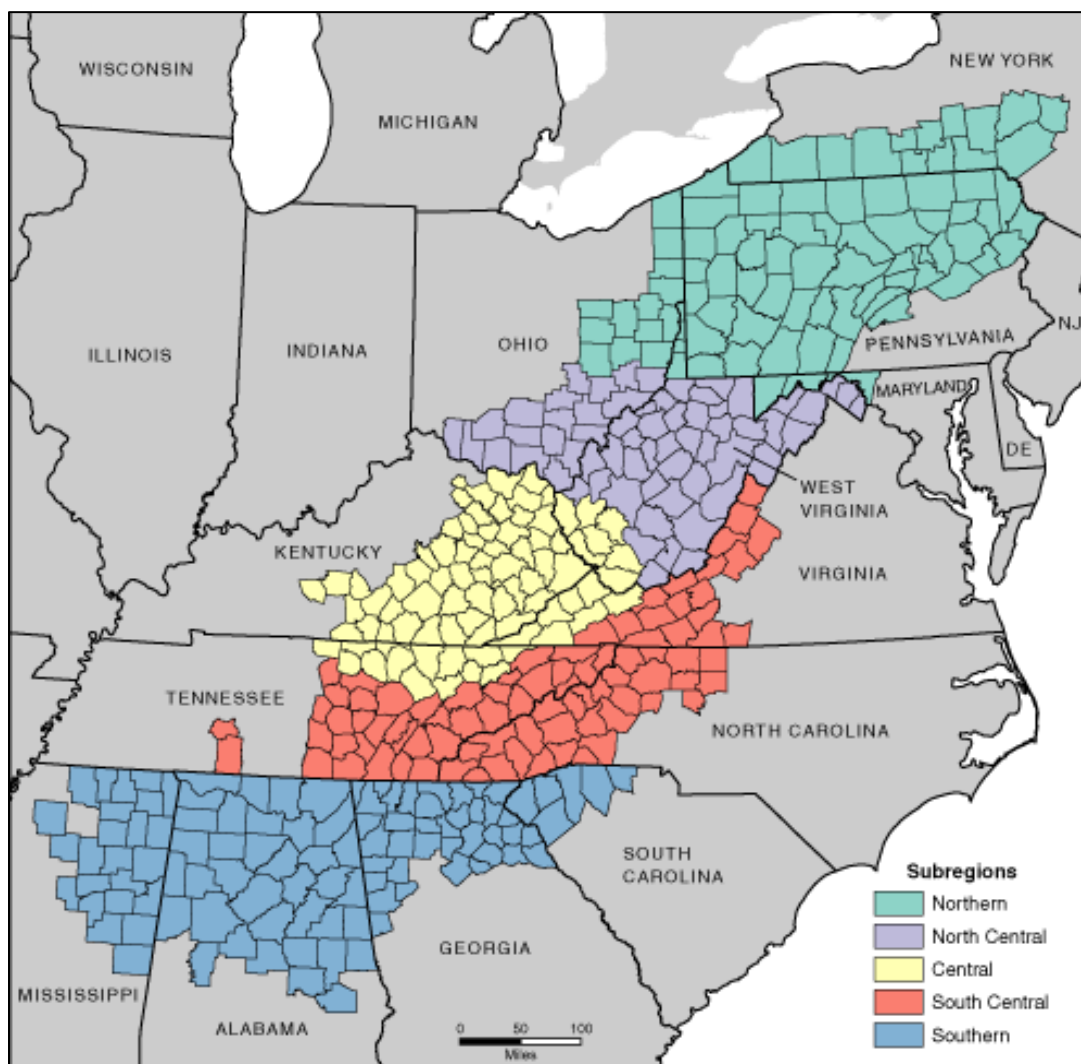 WISCONSIN
NEW YORK
MICHIGAN
ILLINOIS
INDIANA
OHIO
PENNSYLVANIA
NJ
MARYLAND
DE
WEST
VIRGINIA
KENTUCKY
VIRGINIA
TENNESSEE
NORTH CAROLINA
SOUTH
CAROLINA
GEORGIA
MISSISSIPPI
ALABAMA
Subregions
Northern
North Central
Central
South Central
Southern
0 50 100
Miles